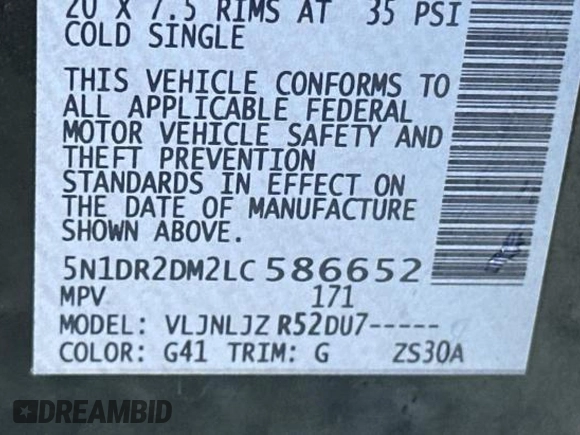 20 X 7.5 RIMS AT 35 PSI
COLD SINGLE
THIS VEHICLE CONFORMS TO
ALL APPLICABLE FEDERAL
MOTOR VEHICLE SAFETY AND
THEFT PREVENTION
STANDARDS IN EFFECT ON
THE DATE OF MANUFACTURE
SHOWN ABOVE.
5N1DR2DM2LC586652
MPV 171
MODEL: VLJNLJZ R52DU7-----
COLOR: G41 TRIM: G ZS30A
DREAMBID